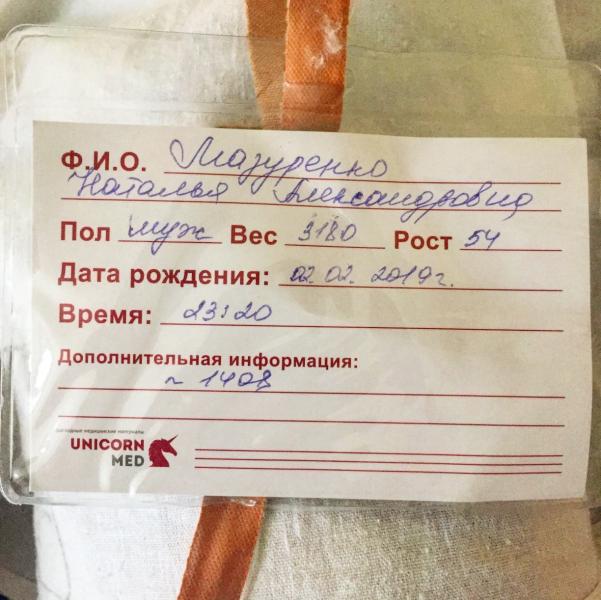 Ф.И.О. Мазуренко
Наталья Александровна
Пол муж Вес 3180 Рост 54
Дата рождения: 02.02.2019г.
Время: 23:20
Дополнительная информация:
~ 1408
UNICORN
MED